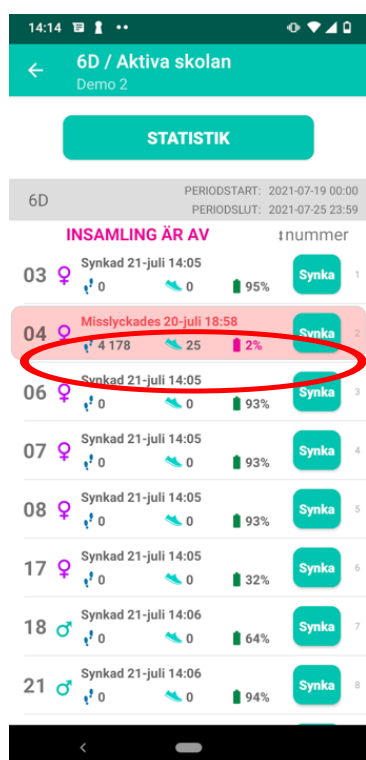 14:14
6D / Aktiva skolan
Demo 2
STATISTIK
6D
PERIODSTART: 2021-07-19 00:00
PERIODSLUT: 2021-07-25 23:59
INSAMLING ÄR AV
↕nummer
03 ♀ Synkad 21-juli 14:05 Synka 1
0 0 95%
04 ♀ Misslyckades 20-juli 18:58 Synka 2
4 178 25 2%
06 ♀ Synkad 21-juli 14:05 Synka 3
0 0 93%
07 ♀ Synkad 21-juli 14:05 Synka 4
0 0 93%
08 ♀ Synkad 21-juli 14:05 Synka 5
0 0 93%
17 ♀ Synkad 21-juli 14:05 Synka 6
0 0 32%
18 ♂ Synkad 21-juli 14:06 Synka 7
0 0 64%
21 ♂ Synkad 21-juli 14:06 Synka 8
0 0 94%